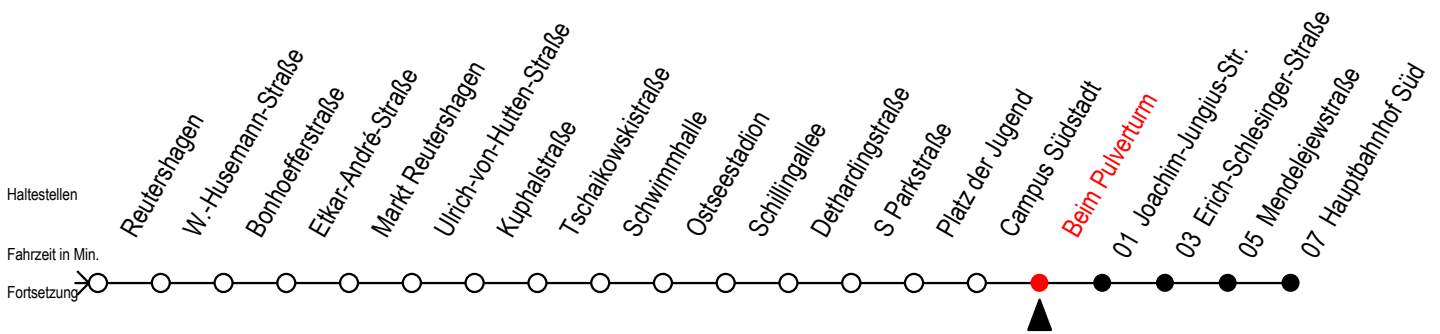 Haltestellen
Fahrzeit in Min.
Fortsetzung
Reutershagen
W.-Husemann-Straße
Bonhoefferstraße
Etkar-André-Straße
Markt Reutershagen
Ulrich-von-Hutten-Straße
Kuphalstraße
Tschaikowskistraße
Schwimmhalle
Ostseestadion
Schillingallee
Dethardingstraße
S Parkstraße
Platz der Jugend
Campus Südstadt
Beim Pulverturm
01 Joachim-Jungius-Str.
03 Erich-Schlesinger-Straße
05 Mendelejewstraße
07 Hauptbahnhof Süd